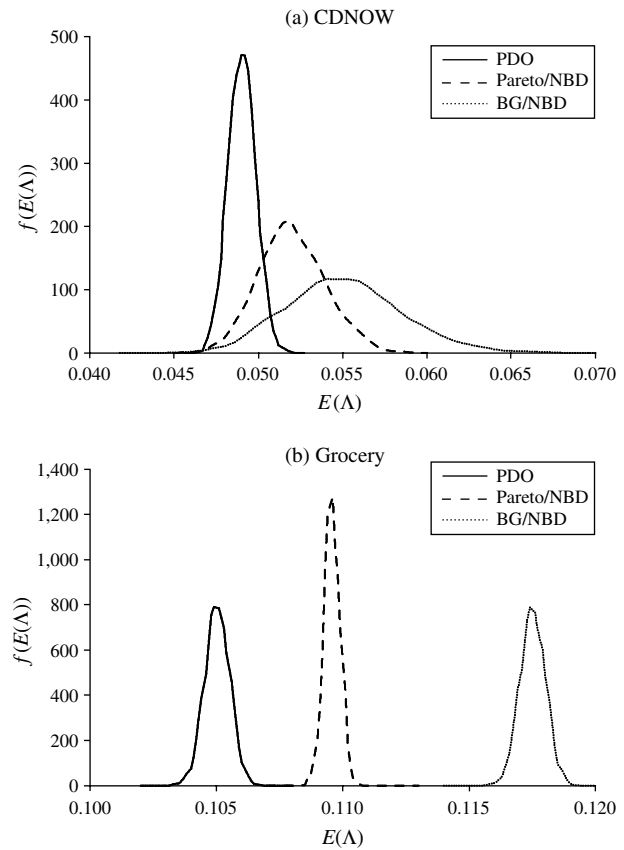 (a) CDNOW
500
400
300
200
100
0
f(E(Λ))
PDO
Pareto/NBD
BG/NBD
0.040 0.045 0.050 0.055 0.060 0.065 0.070
E(Λ)
(b) Grocery
1,400
1,200
1,000
800
600
400
200
0
f(E(Λ))
PDO
Pareto/NBD
BG/NBD
0.100 0.105 0.110 0.115 0.120
E(Λ)